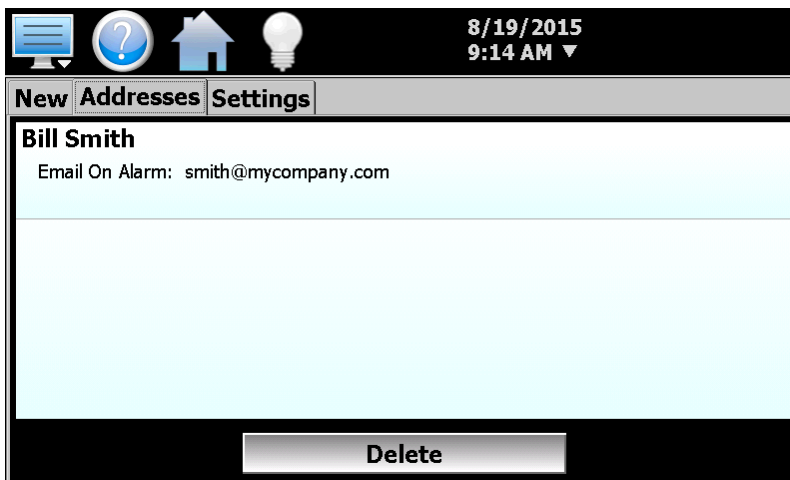 ?
8/19/2015
9:14 AM ▼
New Addresses Settings
Bill Smith
Email On Alarm: smith@mycompany.com
Delete